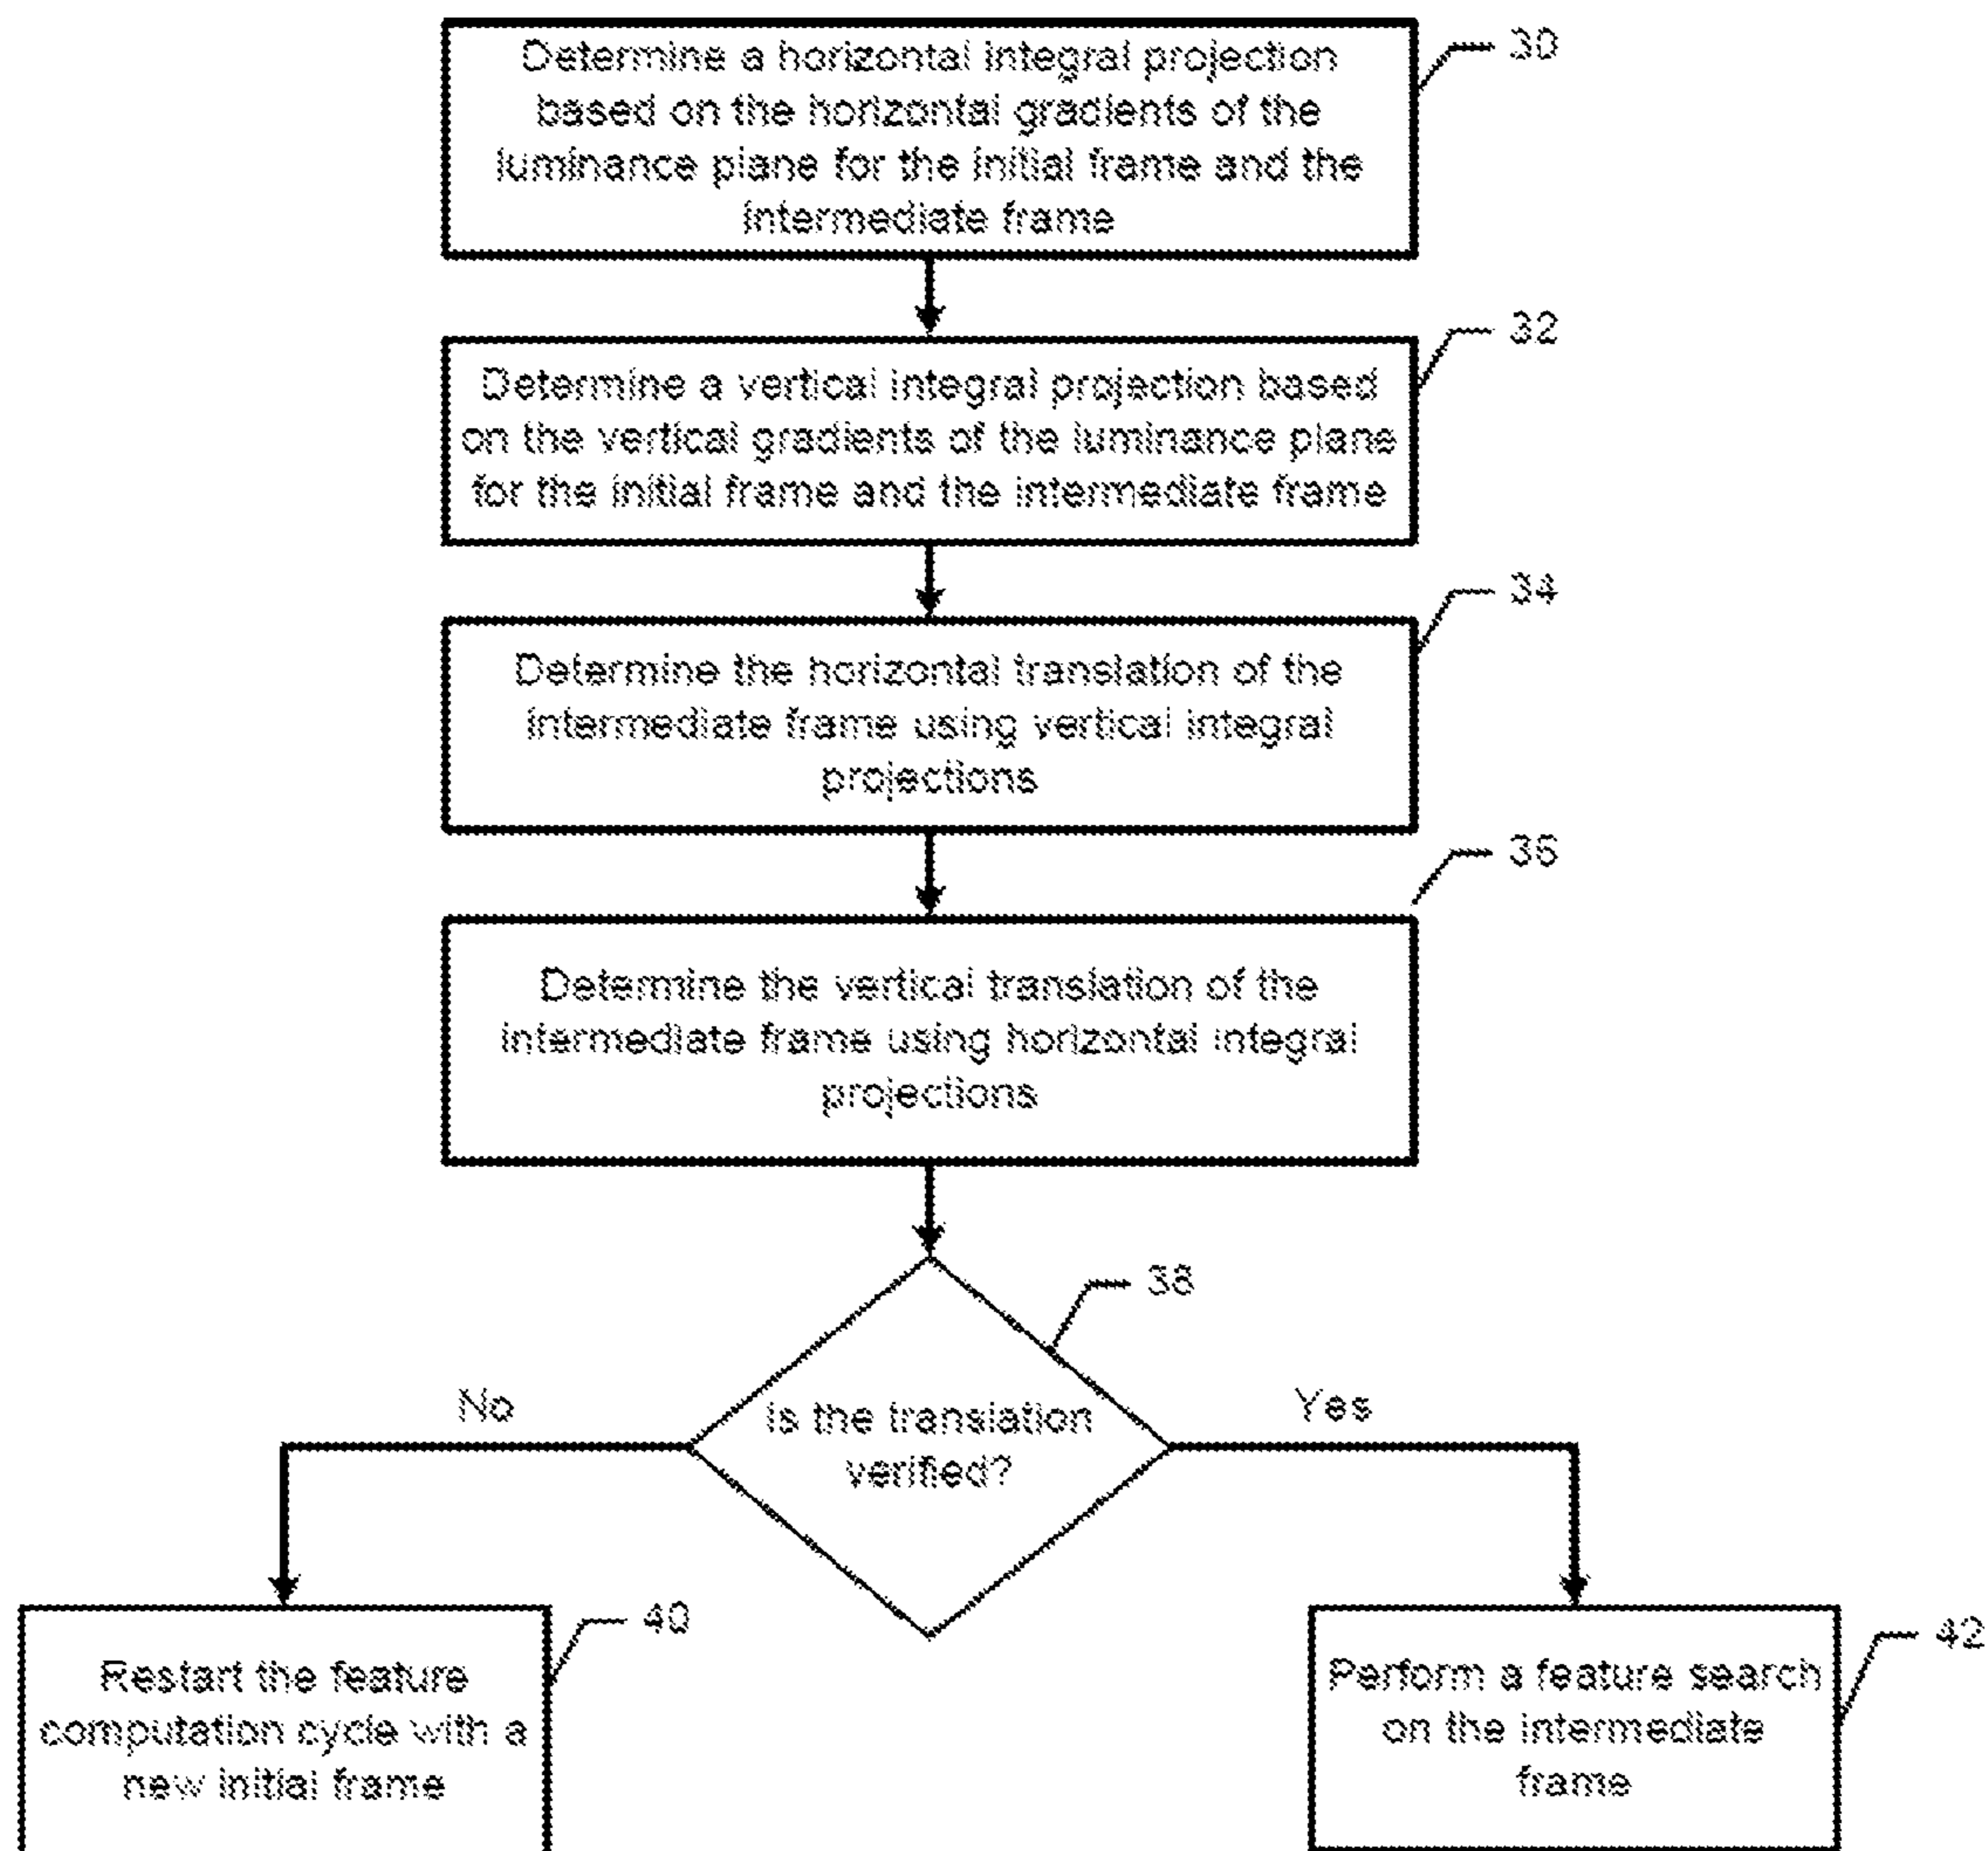 Determine a horizontal integral projection
based on the horizontal gradients of the
luminance plane for the initial frame and the
intermediate frame
30
Determine a vertical integral projection based
on the vertical gradients of the luminance plane
for the initial frame and the intermediate frame
32
Determine the horizontal translation of the
intermediate frame using vertical integral
projections
34
Determine the vertical translation of the
intermediate frame using horizontal integral
projections
36
Is the translation
verified?
38
No
Yes
Restart the feature
computation cycle with a
new initial frame
40
Perform a feature search
on the intermediate
frame
42